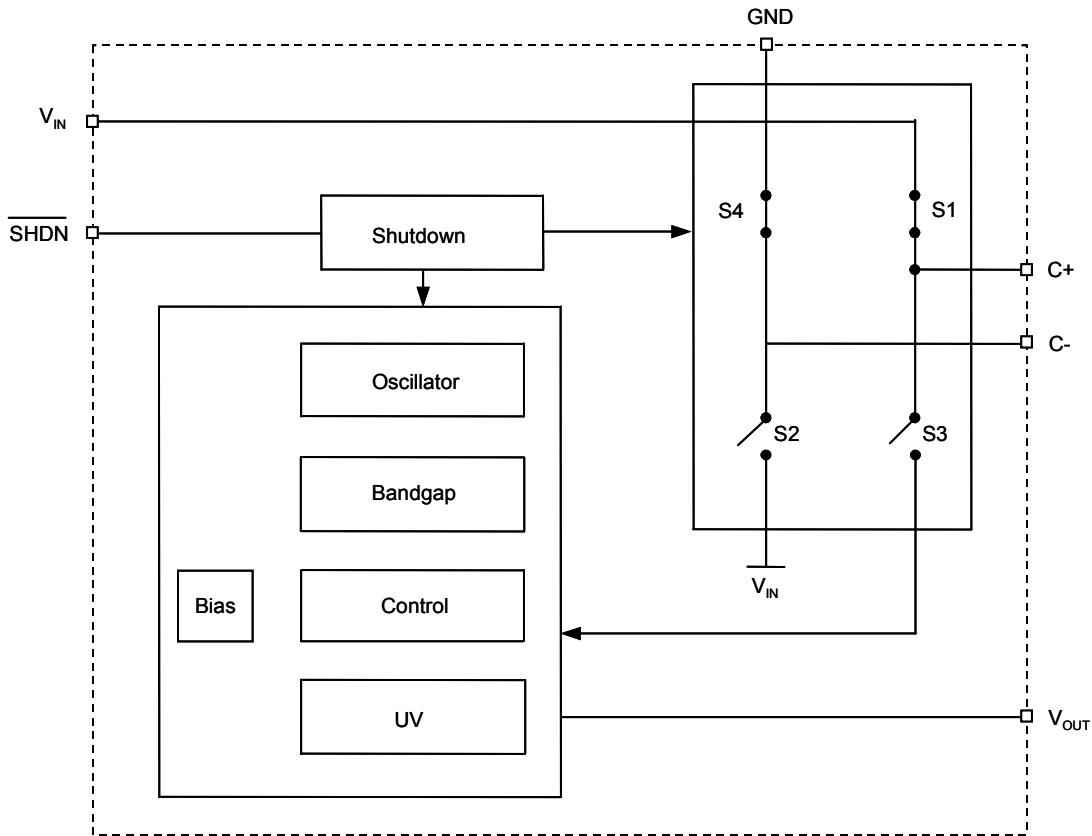 GND
V_IN
S4
S1
SHDN
Shutdown
C+
C-
Oscillator
S2
S3
Bandgap
V_IN
Bias
Control
UV
V_OUT